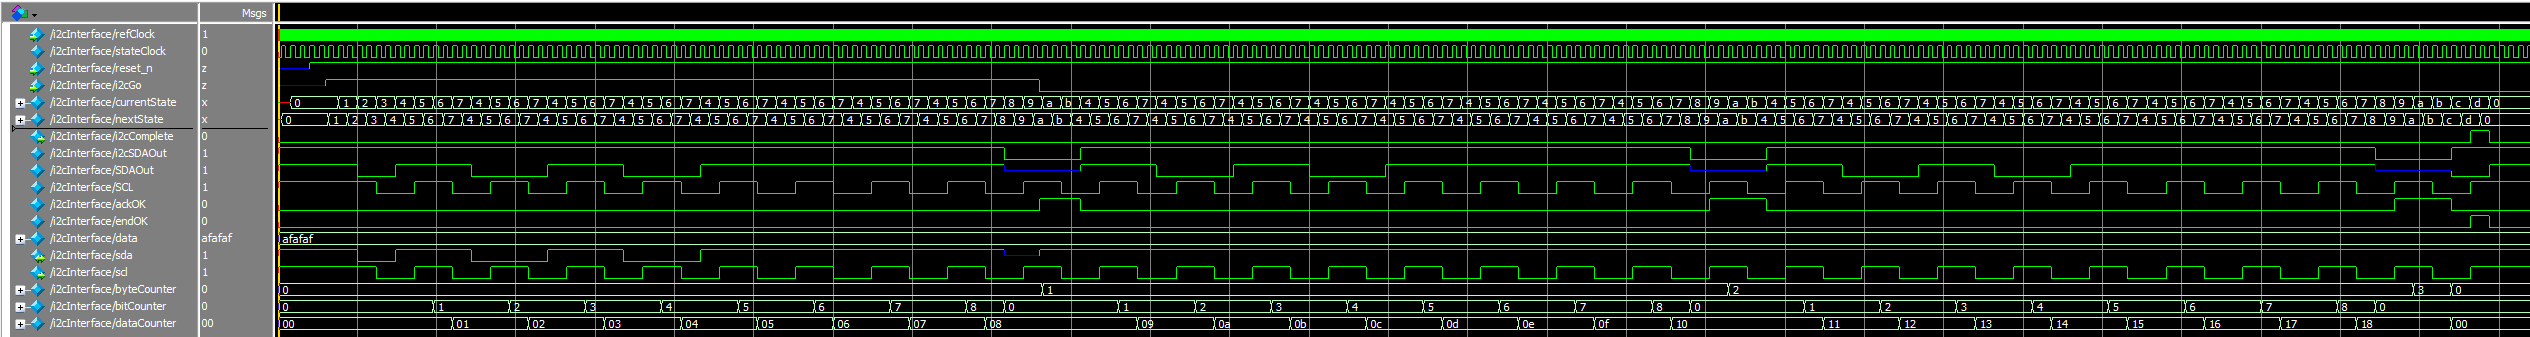 Msgs
/i2cInterface/refClock 1
/i2cInterface/stateClock 0
/i2cInterface/reset_n z
/i2cInterface/i2cGo z
/i2cInterface/currentState x 0 1 2 3 4 5 6 7 4 5 6 7 4 5 6 7 4 5 6 7 4 5 6 7 4 5 6 7 4 5 6 7 4 5 6 7 8 9 a b 4 5 6 7 4 5 6 7 4 5 6 7 4 5 6 7 4 5 6 7 4 5 6 7 4 5 6 7 4 5 6 7 8 9 a b 4 5 6 7 4 5 6 7 4 5 6 7 4 5 6 7 4 5 6 7 4 5 6 7 4 5 6 7 4 5 6 7 8 9 a b c d 0
/i2cInterface/nextState x 0 1 2 3 4 5 6 7 4 5 6 7 4 5 6 7 4 5 6 7 4 5 6 7 4 5 6 7 4 5 6 7 4 5 6 7 8 9 a b 4 5 6 7 4 5 6 7 4 5 6 7 4 5 6 7 4 5 6 7 4 5 6 7 4 5 6 7 4 5 6 7 8 9 a b 4 5 6 7 4 5 6 7 4 5 6 7 4 5 6 7 4 5 6 7 4 5 6 7 4 5 6 7 4 5 6 7 8 9 a b c d 0
/i2cInterface/i2cComplete 0
/i2cInterface/i2cSDAOut 1
/i2cInterface/SDAOut 1
/i2cInterface/SCL 1
/i2cInterface/ackOK 0
/i2cInterface/endOK 0
/i2cInterface/data afafaf afafaf
/i2cInterface/sda 1
/i2cInterface/scl 1
/i2cInterface/byteCounter 0 0 1 2 3 0
/i2cInterface/bitCounter 0 0 1 2 3 4 5 6 7 8 0 1 2 3 4 5 6 7 8 0 1 2 3 4 5 6 7 8 0
/i2cInterface/dataCounter 00 00 01 02 03 04 05 06 07 08 09 0a 0b 0c 0d 0e 0f 10 11 12 13 14 15 16 17 18 00